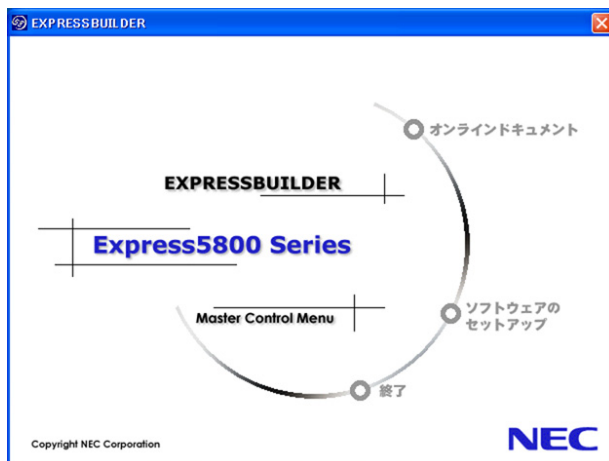 EXPRESSBUILDER
オンラインドキュメント
EXPRESSBUILDER
Express5800 Series
ソフトウェアの
セットアップ
Master Control Menu
終了
Copyright NEC Corporation
NEC